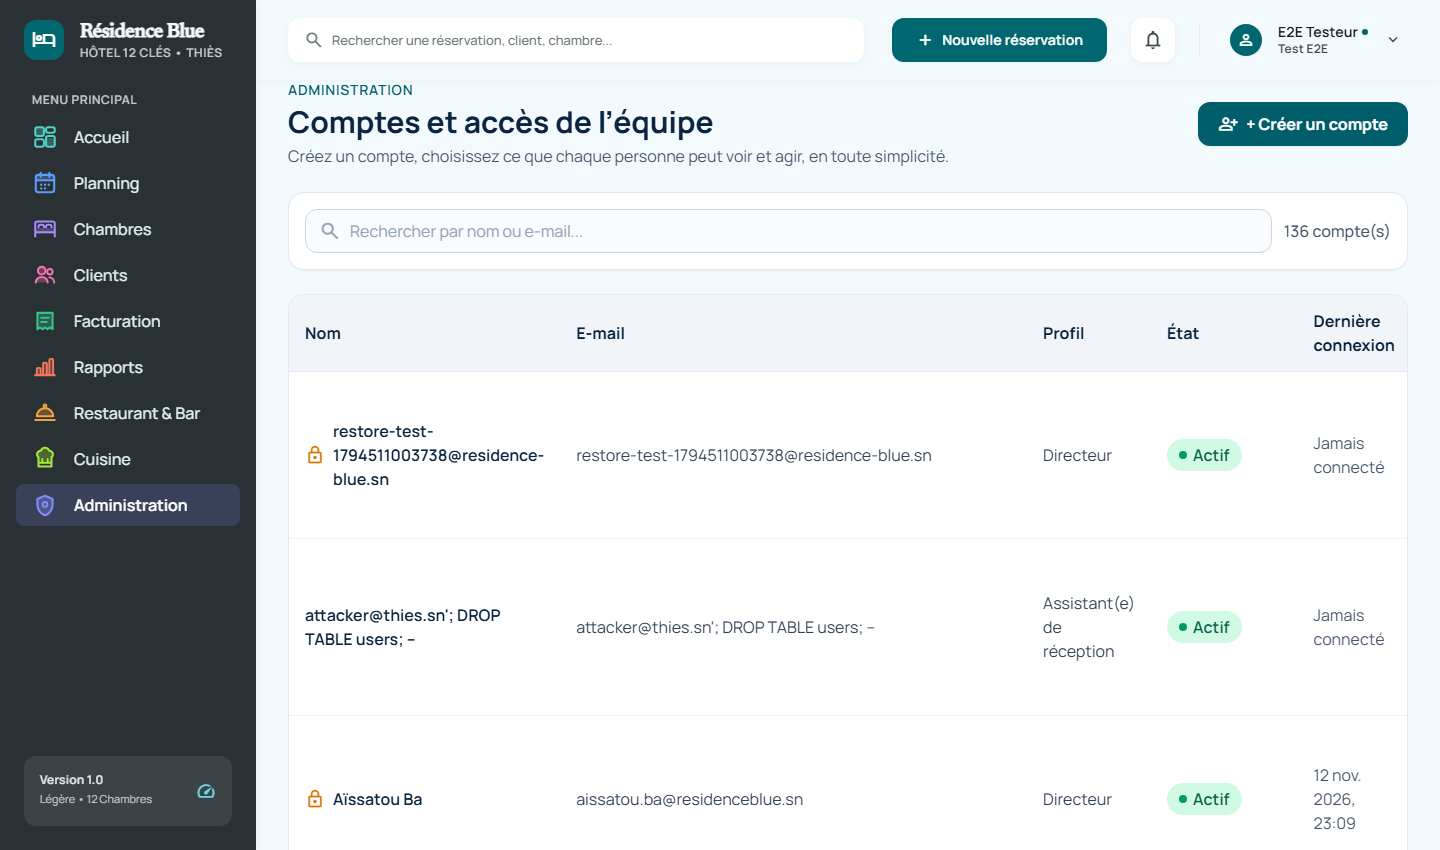 Résidence Blue
HÔTEL 12 CLÉS • THIÈS
MENU PRINCIPAL
Accueil
Planning
Chambres
Clients
Facturation
Rapports
Restaurant & Bar
Cuisine
Administration
Version 1.0
Légère • 12 Chambres
Rechercher une réservation, client, chambre...
+ Nouvelle réservation
E2E Testeur
Test E2E
ADMINISTRATION
Comptes et accès de l’équipe
Créez un compte, choisissez ce que chaque personne peut voir et agir, en toute simplicité.
+ Créer un compte
Rechercher par nom ou e-mail...
136 compte(s)
Nom
E-mail
Profil
État
Dernière
connexion
restore-test-
1794511003738@residence-
blue.sn
restore-test-1794511003738@residence-blue.sn
Directeur
Actif
Jamais
connecté
attacker@thies.sn'; DROP
TABLE users; –
attacker@thies.sn'; DROP TABLE users; –
Assistant(e)
de
réception
Actif
Jamais
connecté
Aïssatou Ba
aissatou.ba@residenceblue.sn
Directeur
Actif
12 nov.
2026,
23:09